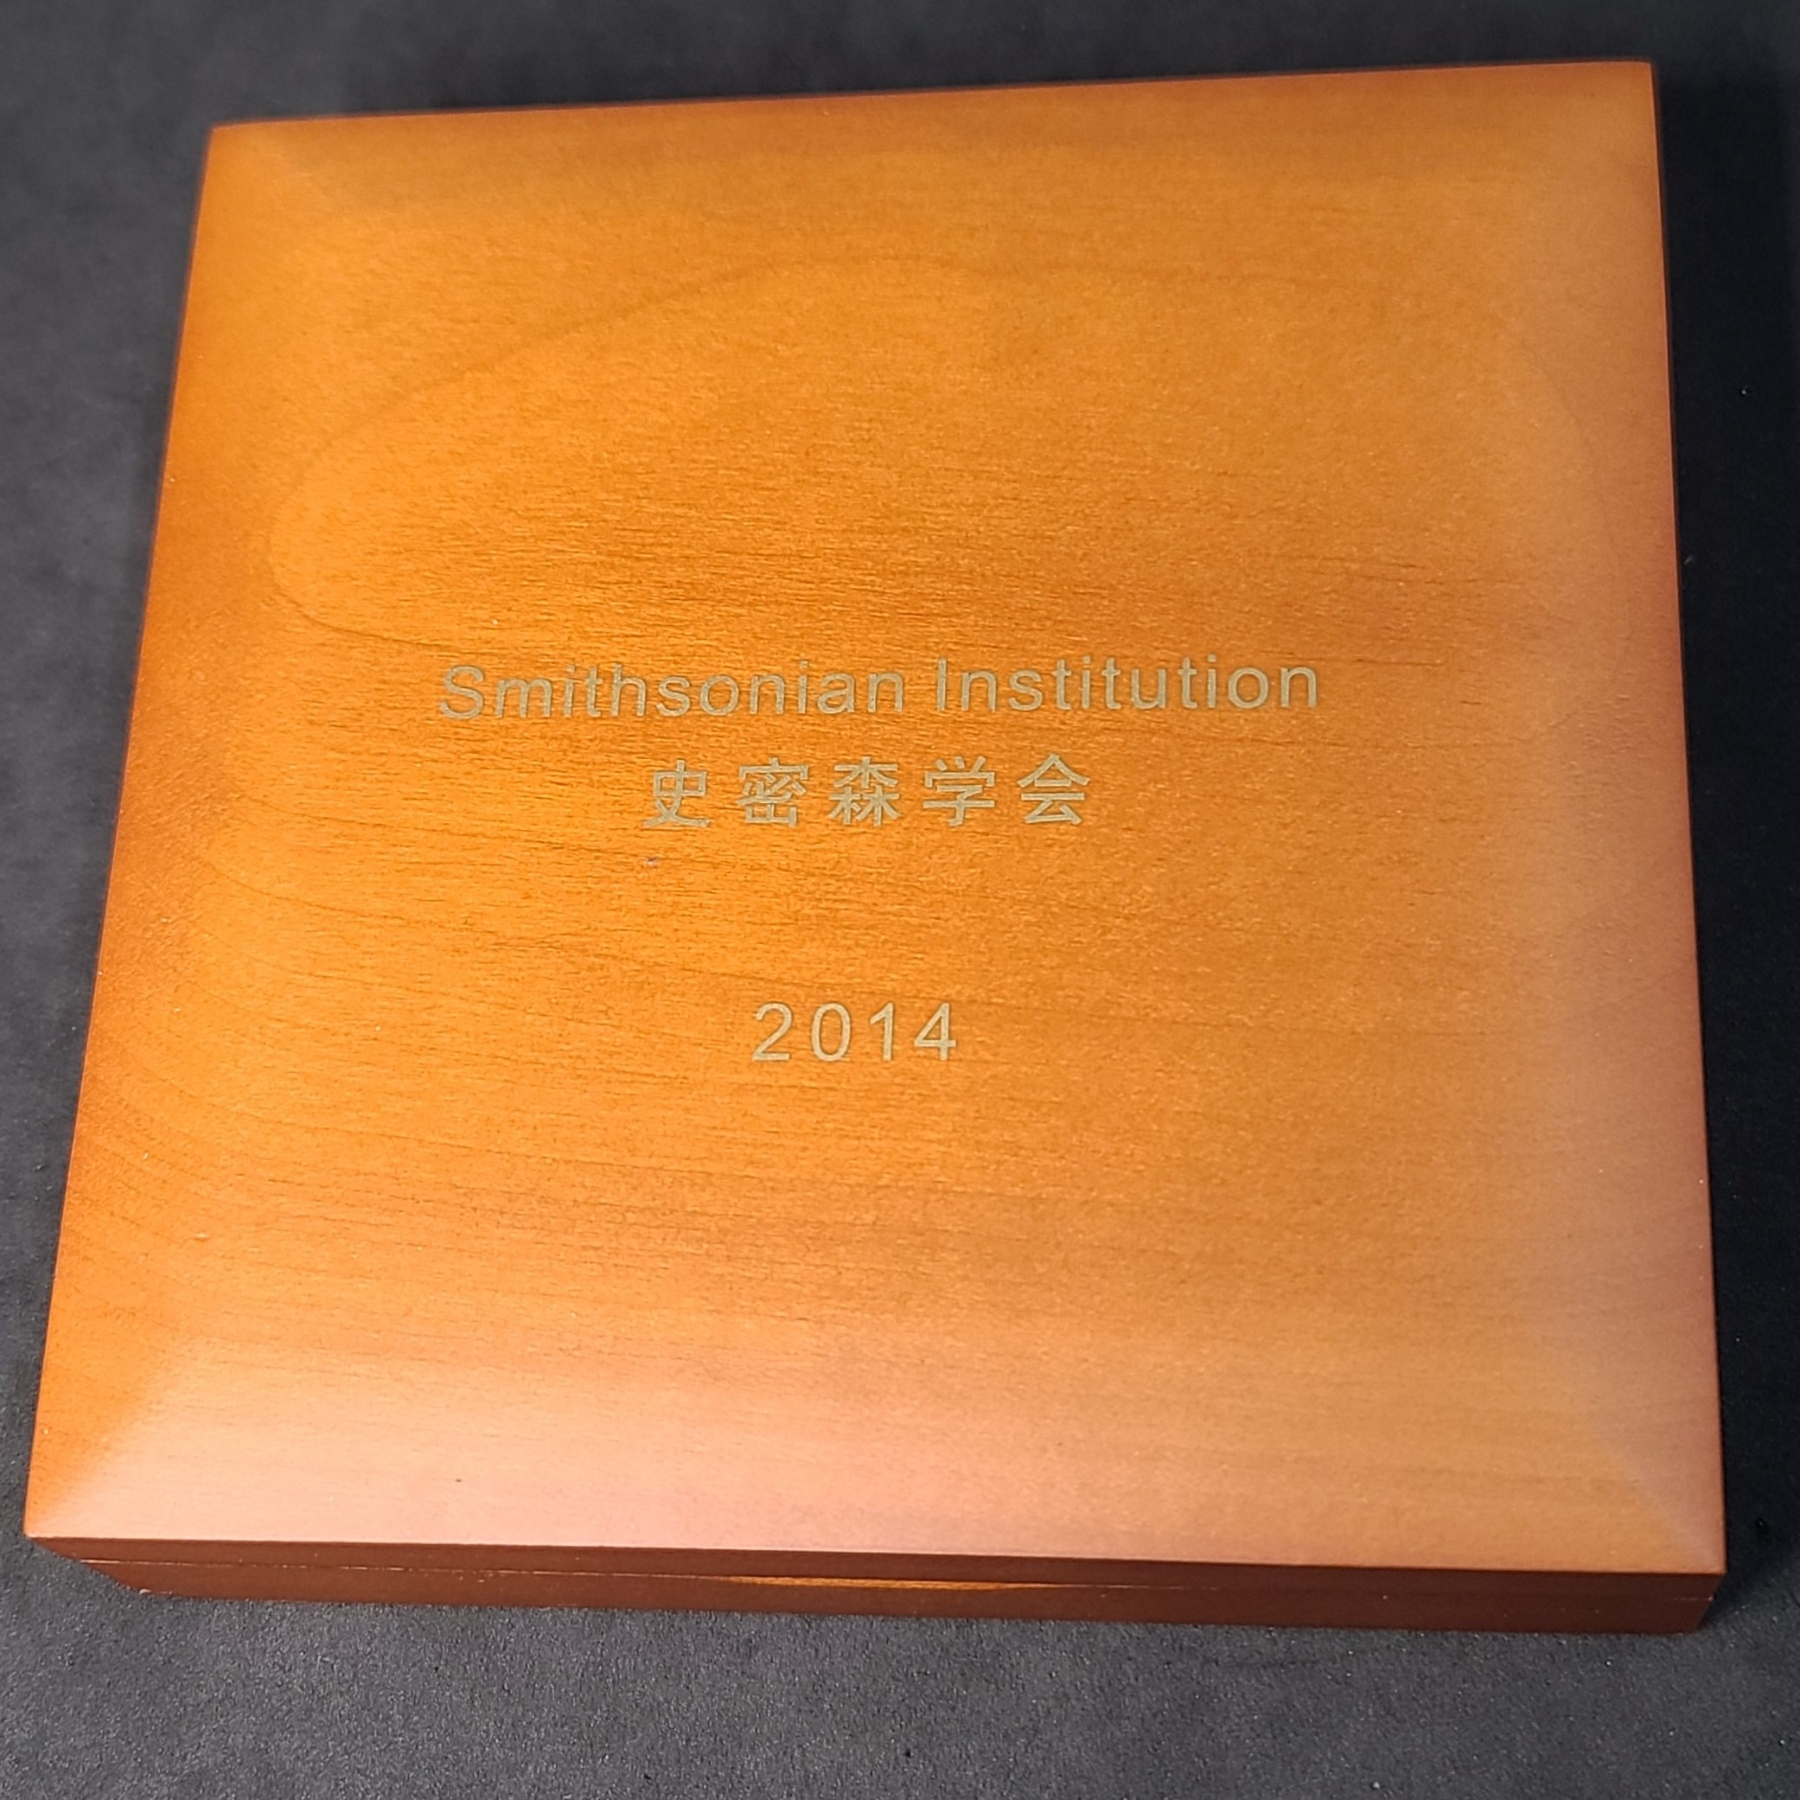 Smithsonian Institution
史密森学会
2014